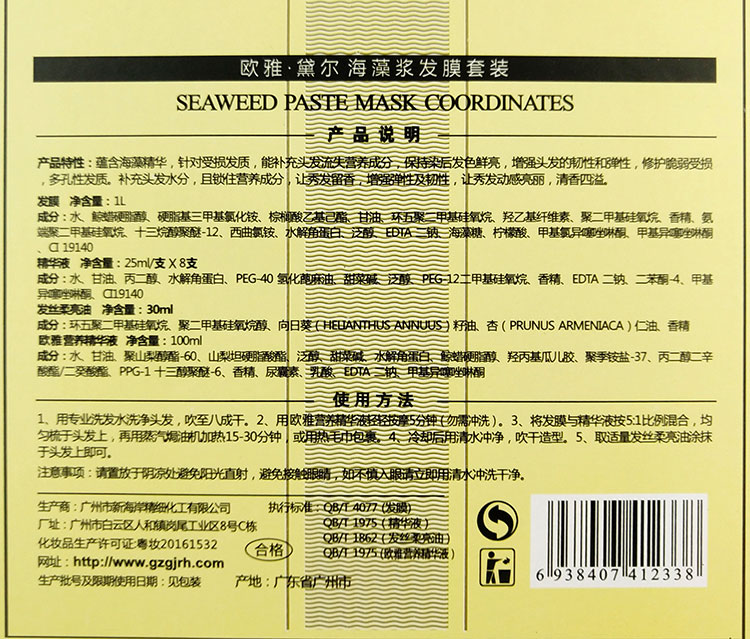 欧雅·黛尔 海藻浆发膜套装
SEAWEED PASTE MASK COORDINATES
产品说明
产品特性：蕴含海藻精华，针对受损发质，能补充头发流失营养成分，保持染后发色鲜亮，增强头发的韧性和弹性，修护脆弱受损
，多孔性发质。补充头发水分，且锁住营养成分，让秀发留香，增强弹性及韧性，让秀发动感亮丽，清香四溢。
发膜 净含量：1L
成分：水、鲸蜡硬脂醇、硬脂基三甲基氯化铵、棕榈酸乙基己酯、甘油、环五聚二甲基硅氧烷、羟乙基纤维素、聚二甲基硅氧烷、香精、氨
端聚二甲基硅氧烷、十三烷醇聚醚-12、西曲氯铵、水解角蛋白、泛醇、EDTA 二钠、海藻糖、柠檬酸、甲基氯异噻唑啉酮、甲基异噻唑啉酮
、CI 19140
精华液 净含量：25ml/支 X 8支
成分：水、甘油、丙二醇、水解角蛋白、PEG-40 氢化蓖麻油、甜菜碱、泛醇、PEG-12二甲基硅氧烷、香精、EDTA 二钠、二苯酮-4、甲基
异噻唑啉酮、CI19140
发丝柔亮油 净含量：30ml
成分：环五聚二甲基硅氧烷、聚二甲基硅氧烷醇、向日葵（HELIANTHUS ANNUUS）籽油、杏（PRUNUS ARMENIACA）仁油、香精
欧雅营养精华液 净含量：100ml
成分：水、甘油、聚山梨醇酯-60、山梨坦硬脂酸酯、泛醇、甜菜碱、水解角蛋白、鲸蜡硬脂醇、羟丙基瓜儿胶、聚季铵盐-37、丙二醇二辛
酸酯/二癸酸酯、PPG-1 十三醇聚醚-6、香精、尿囊素、乳酸、EDTA 二钠、甲基异噻唑啉酮
使用方法
1、用专业洗发水洗净头发，吹至八成干。2、用欧雅营养精华液轻轻按摩5分钟（勿需冲洗）。3、将发膜与精华液按5:1比例混合，均
匀梳于头发上，再用蒸汽焗油机加热15-30分钟，或用热毛巾包裹。4、冷却后用清水冲净，吹干造型。5、取适量发丝柔亮油涂抹
于头发上即可。
注意事项：请置放于阴凉处避免阳光直射，避免接触眼睛，如不慎入眼请立即用清水冲洗干净。
生产商：广州市新海岸精细化工有限公司
厂址：广州市白云区人和镇岗尾工业区8号C栋
化妆品生产许可证:粤妆20161532
网址：http://www.gzgjrh.com
生产批号及限期使用日期：见包装
合格
产地：广东省广州市
执行标准：QB/T 4077 (发膜)
QB/T 1975（精华液）
QB/T 1862（发丝柔亮油）
QB/T 1975 (欧雅营养精华液)
6 938407 412338